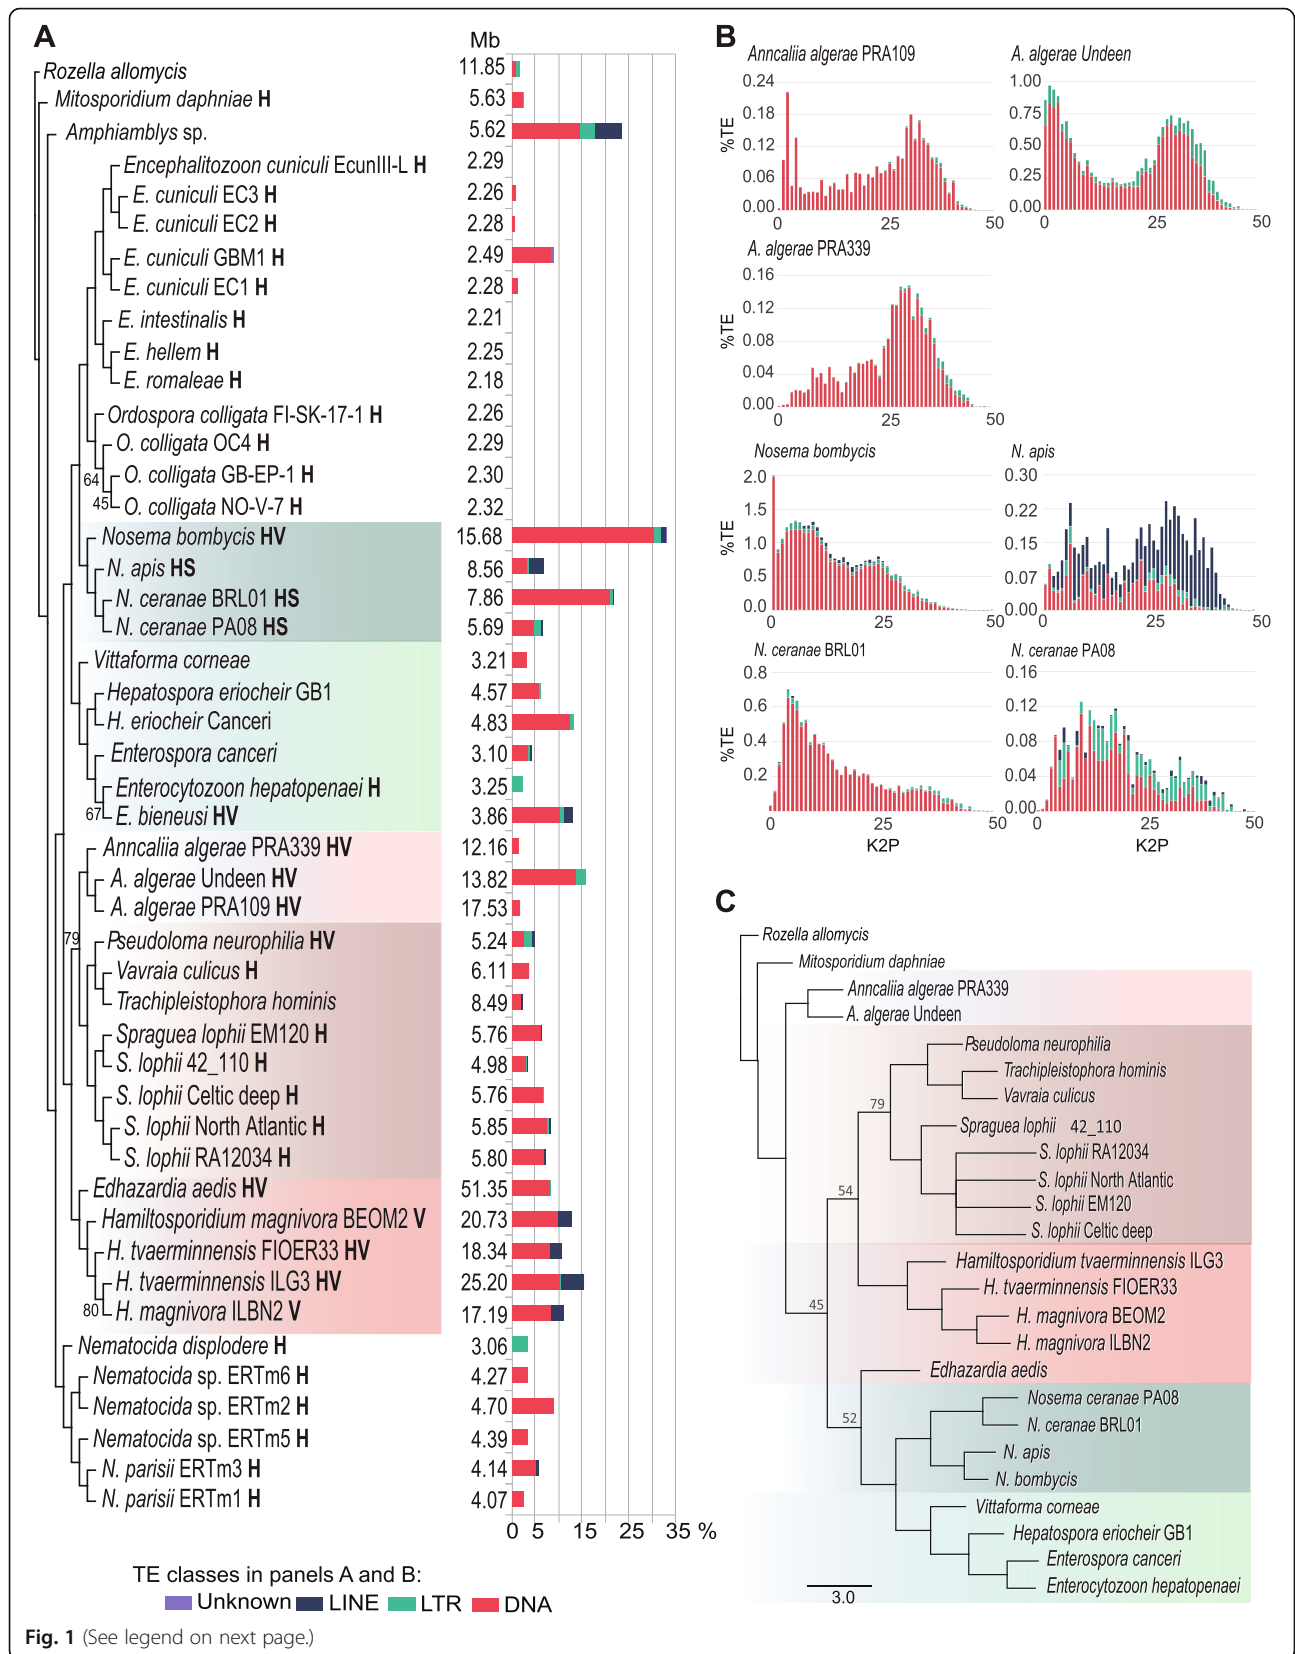 A
Mb
Rozella allomycis 11.85
Mitosporidium daphniae H 5.63
Amphiamblys sp. 5.62
Encephalitozoon cuniculi EcunIII-L H 2.29
E. cuniculi EC3 H 2.26
E. cuniculi EC2 H 2.28
E. cuniculi GBM1 H 2.49
E. cuniculi EC1 H 2.28
E. intestinalis H 2.21
E. hellem H 2.25
E. romaleae H 2.18
Ordospora colligata FI-SK-17-1 H 2.26
O. colligata OC4 H 2.29
64
O. colligata GB-EP-1 H 2.30
45
O. colligata NO-V-7 H 2.32
Nosema bombycis HV 15.68
N. apis HS 8.56
N. ceranae BRL01 HS 7.86
N. ceranae PA08 HS 5.69
Vittaforma corneae 3.21
Hepatospora eriocheir GB1 4.57
H. eriocheir Canceri 4.83
Enterospora canceri 3.10
Enterocytozoon hepatopenaei H 3.25
67
E. bieneusi HV 3.86
Anncaliia algerae PRA339 HV 12.16
A. algerae Undeen HV 13.82
A. algerae PRA109 HV 17.53
79
Pseudoloma neurophilia HV 5.24
Vavraia culicus H 6.11
Trachipleistophora hominis 8.49
Spraguea lophii EM120 H 5.76
S. lophii 42_110 H 4.98
S. lophii Celtic deep H 5.76
S. lophii North Atlantic H 5.85
S. lophii RA12034 H 5.80
Edhazardia aedis HV 51.35
Hamiltosporidium magnivora BEOM2 V 20.73
H. tvaerminnensis FIOER33 HV 18.34
H. tvaerminnensis ILG3 HV 25.20
80
H. magnivora ILBN2 V 17.19
Nematocida displodere H 3.06
Nematocida sp. ERTm6 H 4.27
Nematocida sp. ERTm2 H 4.70
Nematocida sp. ERTm5 H 4.39
N. parisii ERTm3 H 4.14
N. parisii ERTm1 H 4.07
0 5 15 25 35 %
TE classes in panels A and B:
Unknown LINE LTR DNA
B
Anncaliia algerae PRA109
%TE
0.24
0.18
0.12
0.06
0.00
0 25 50
A. algerae Undeen
1.00
0.75
0.50
0.25
0.00
0 25 50
A. algerae PRA339
%TE
0.16
0.12
0.08
0.04
0.00
0 25 50
Nosema bombycis
%TE
2.0
1.5
1.0
0.5
0.0
0 25 50
N. apis
0.30
0.22
0.15
0.07
0.00
0 25 50
N. ceranae BRL01
%TE
0.8
0.6
0.4
0.2
0 25 50
K2P
N. ceranae PA08
0.16
0.12
0.08
0.04
0.00
0 25 50
K2P
C
Rozella allomycis
Mitosporidium daphniae
Anncaliia algerae PRA339
A. algerae Undeen
Pseudoloma neurophilia
Trachipleistophora hominis
Vavraia culicus
79
Spraguea lophii 42_110
S. lophii RA12034
S. lophii North Atlantic
54
S. lophii EM120
S. lophii Celtic deep
Hamiltosporidium tvaerminnensis ILG3
H. tvaerminnensis FIOER33
45
H. magnivora BEOM2
H. magnivora ILBN2
Edhazardia aedis
Nosema ceranae PA08
52
N. ceranae BRL01
N. apis
N. bombycis
Vittaforma corneae
Hepatospora eriocheir GB1
Enterospora canceri
Enterocytozoon hepatopenaei
3.0
Fig. 1 (See legend on next page.)